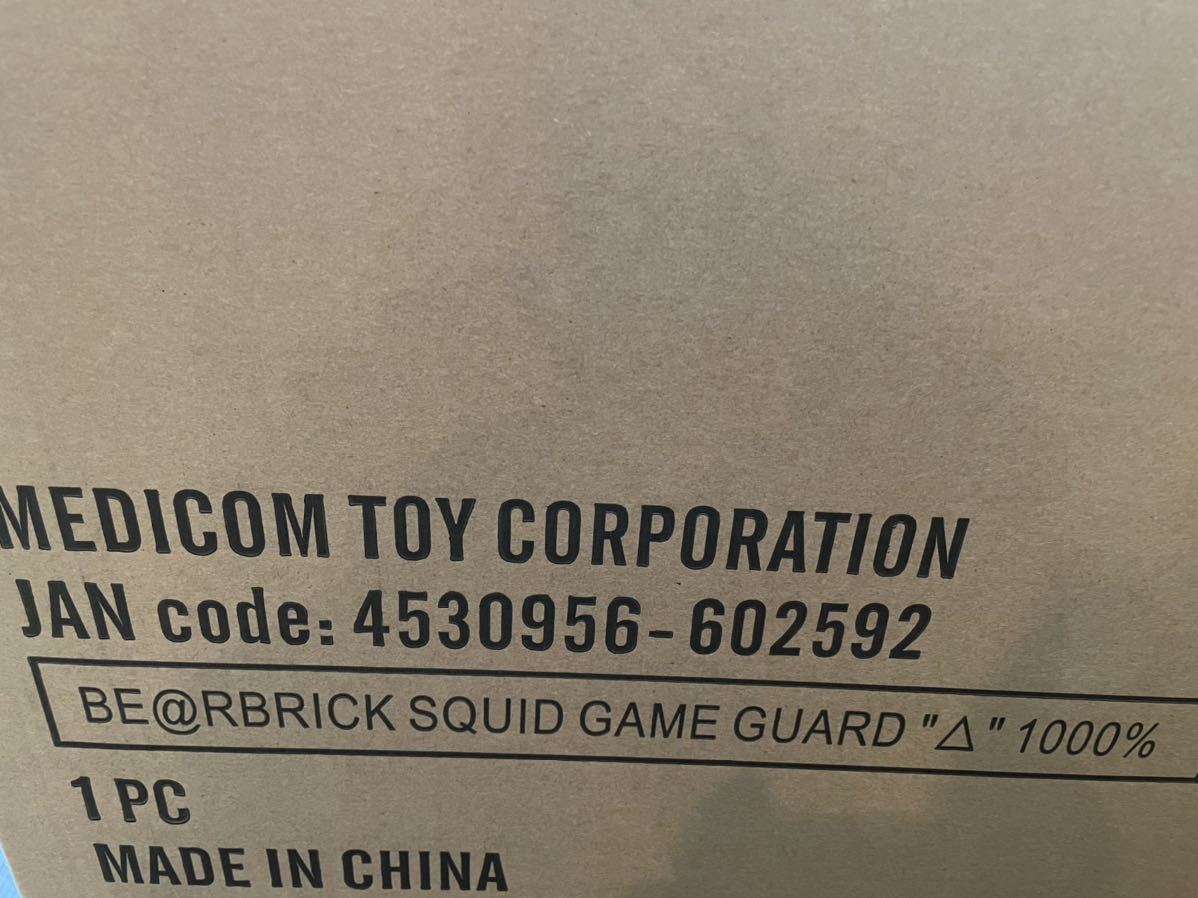 MEDICOM TOY CORPORATION
JAN code: 4530956-602592
BE@RBRICK SQUID GAME GUARD "△" 1000%
1 PC
MADE IN CHINA